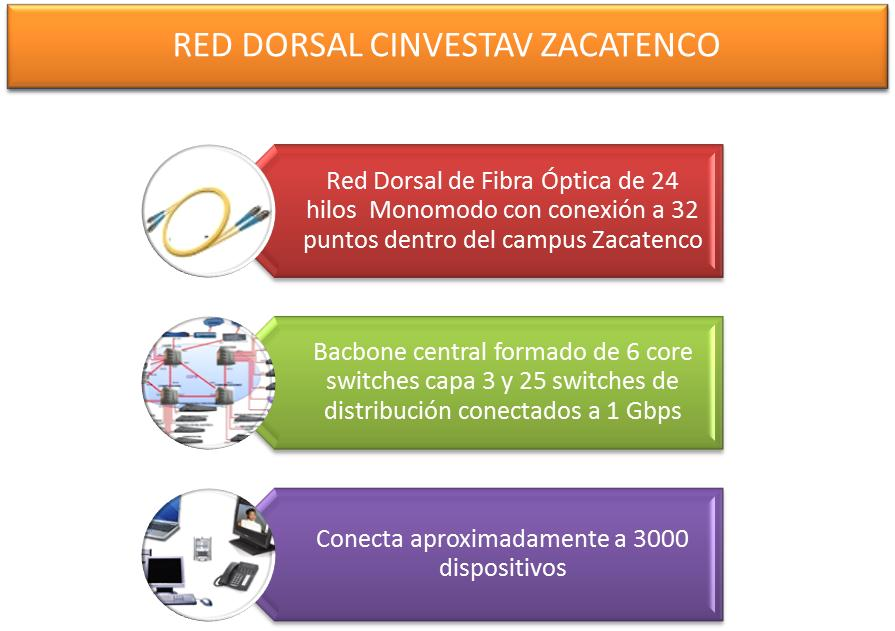 RED DORSAL CINVESTAV ZACATENCO
Red Dorsal de Fibra Óptica de 24
hilos Monomodo con conexión a 32
puntos dentro del campus Zacatenco
Bacbone central formado de 6 core
switches capa 3 y 25 switches de
distribución conectados a 1 Gbps
Conecta aproximadamente a 3000
dispositivos